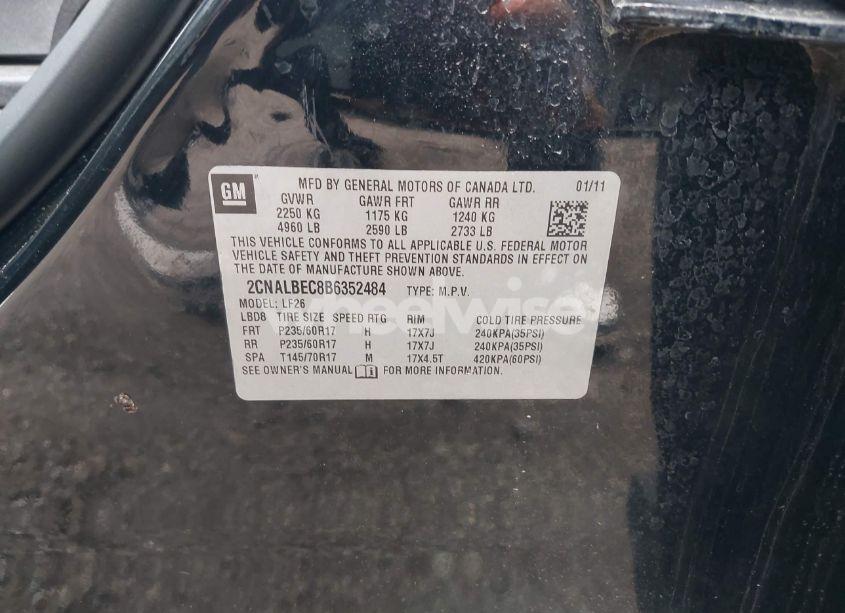 GM MFD BY GENERAL MOTORS OF CANADA LTD. 01/11
GVWR GAWR FRT GAWR RR
2250 KG 1175 KG 1240 KG
4960 LB 2590 LB 2733 LB
THIS VEHICLE CONFORMS TO ALL APPLICABLE U.S. FEDERAL MOTOR
VEHICLE SAFETY AND THEFT PREVENTION STANDARDS IN EFFECT ON
THE DATE OF MANUFACTURE SHOWN ABOVE.
2CNALBEC8B6352484 TYPE: M.P.V.
MODEL: LF26
LBD8 TIRE SIZE SPEED RTG RIM COLD TIRE PRESSURE
FRT P235/60R17 H 17X7J 240KPA(35PSI)
RR P235/60R17 H 17X7J 240KPA(35PSI)
SPA T145/70R17 M 17X4.5T 420KPA(60PSI)
SEE OWNER'S MANUAL FOR MORE INFORMATION.
wheelwise